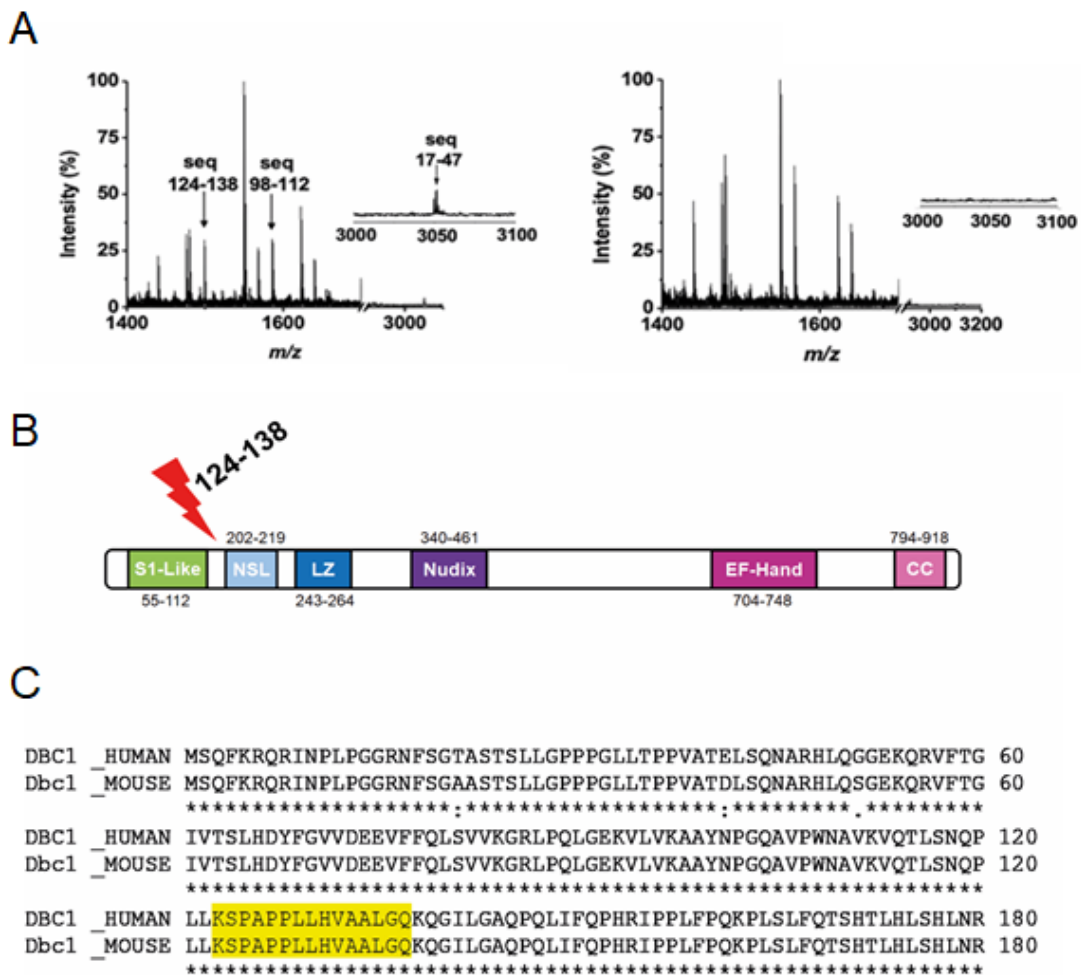 A
100
75
50
25
0
Intensity (%)
seq
124-138
seq
98-112
seq
17-47
3000 3050 3100
1400 1600 3000
m/z
100
75
50
25
0
Intensity (%)
3000 3050 3100
1400 1600 3000 3200
m/z
B
124-138
202-219 340-461 794-918
S1-Like NSL LZ Nudix EF-Hand CC
55-112 243-264 704-748
C
DBC1 _HUMAN MSQFKRQRINPLPGGRNFSGTASTSLLGPPPGLLTPPVATELSQNARHLQGGEKQRVFTG 60
Dbc1 _MOUSE MSQFKRQRINPLPGGRNFSGAASTSLLGPPPGLLTPPVATDLSQNARHLQSGEKQRVFTG 60
********************:*******************:*********.*********
DBC1 _HUMAN IVTSLHDYFGVVDEEVFFQLSVVKGRLPQLGEKVLVKAAYNPGQAVPWNAVKVQTLSNQP 120
Dbc1 _MOUSE IVTSLHDYFGVVDEEVFFQLSVVKGRLPQLGEKVLVKAAYNPGQAVPWNAVKVQTLSNQP 120
************************************************************
DBC1 _HUMAN LLKSPAPPLLHVAALGQKQGILGAQPQLIFQPHRIPPLFPQKPLSLFQTSHTLHLSHLNR 180
Dbc1 _MOUSE LLKSPAPPLLHVAALGQKQGILGAQPQLIFQPHRIPPLFPQKPLSLFQTSHTLHLSHLNR 180
************************************************************